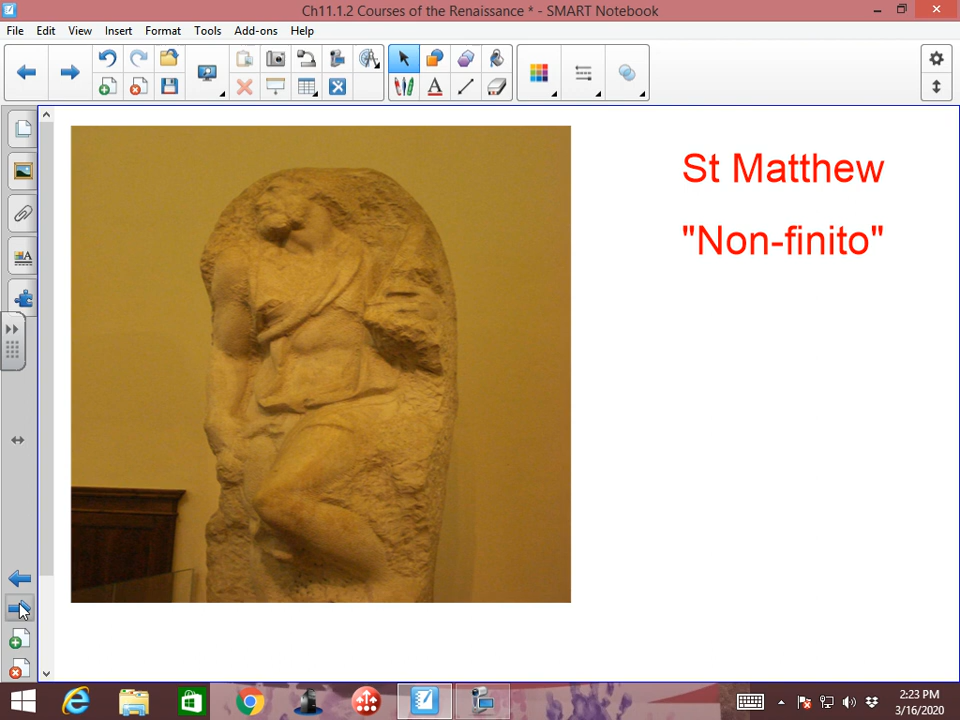 Ch11.1.2 Courses of the Renaissance * - SMART Notebook
File Edit View Insert Format Tools Add-ons Help
St Matthew
"Non-finito"
2:23 PM
3/16/2020